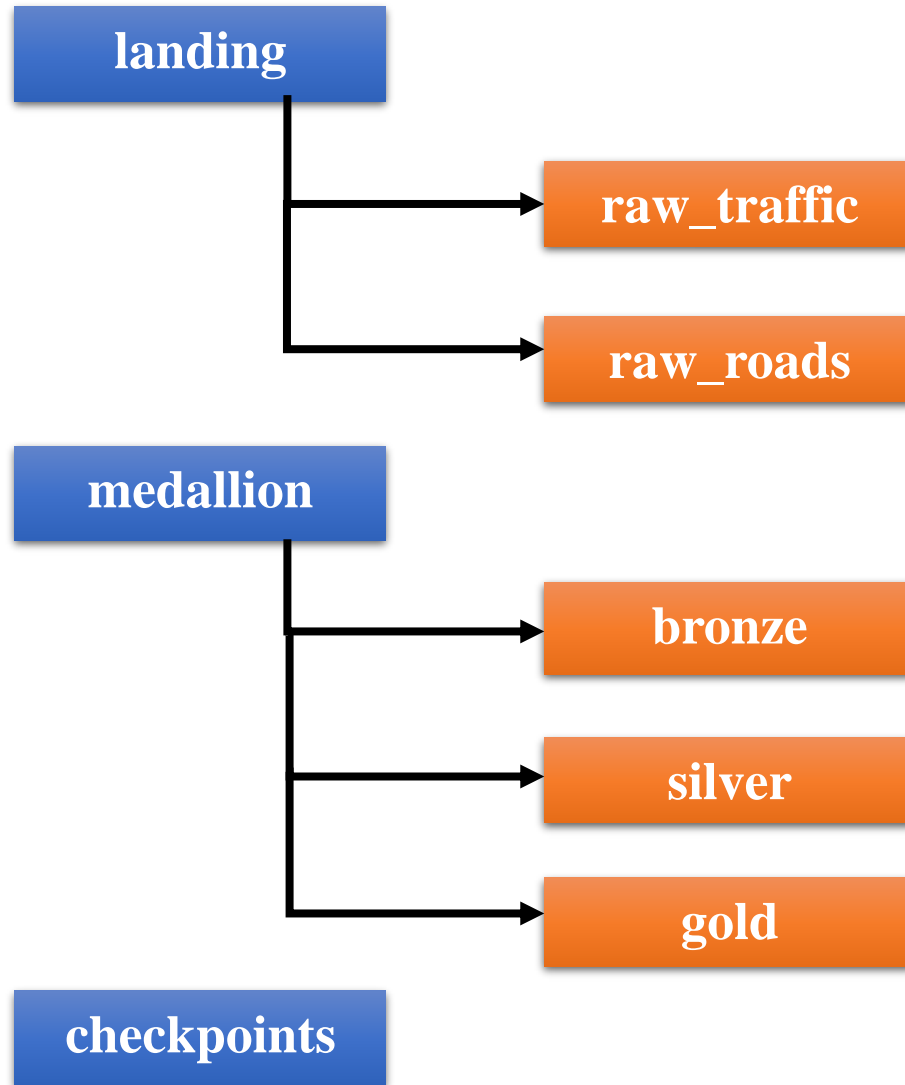 landing
raw_traffic
raw_roads
medallion
bronze
silver
gold
checkpoints